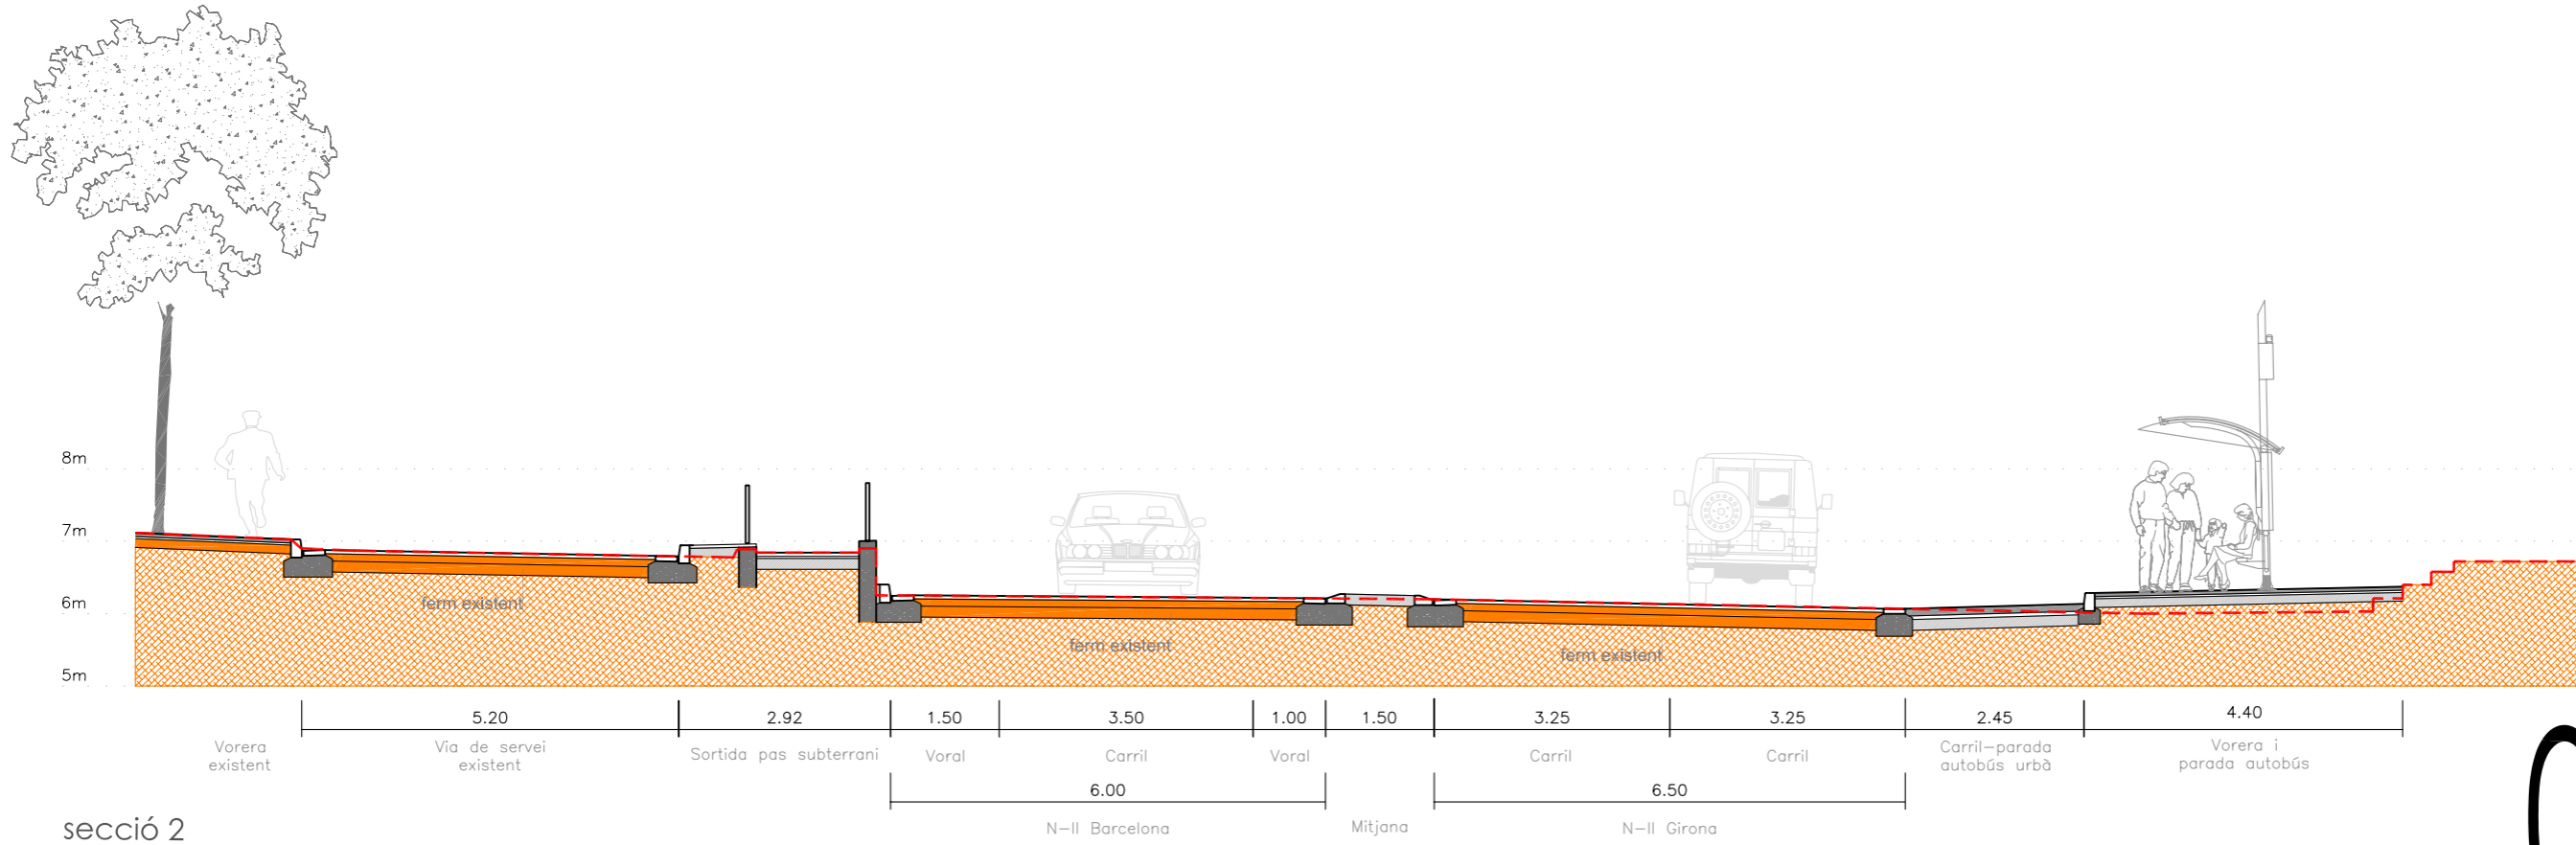 8m
7m
6m
5m
ferm existent
ferm existent
ferm existent
5.20
2.92
1.50
3.50
1.00
1.50
3.25
3.25
2.45
4.40
Vorera
existent
Via de servei
existent
Sortida pas subterrani
Voral
Carril
Voral
Carril
Carril
Carril-parada
autobús urbà
Vorera i
parada autobús
6.00
6.50
N-II Barcelona
Mitjana
N-II Girona
secció 2